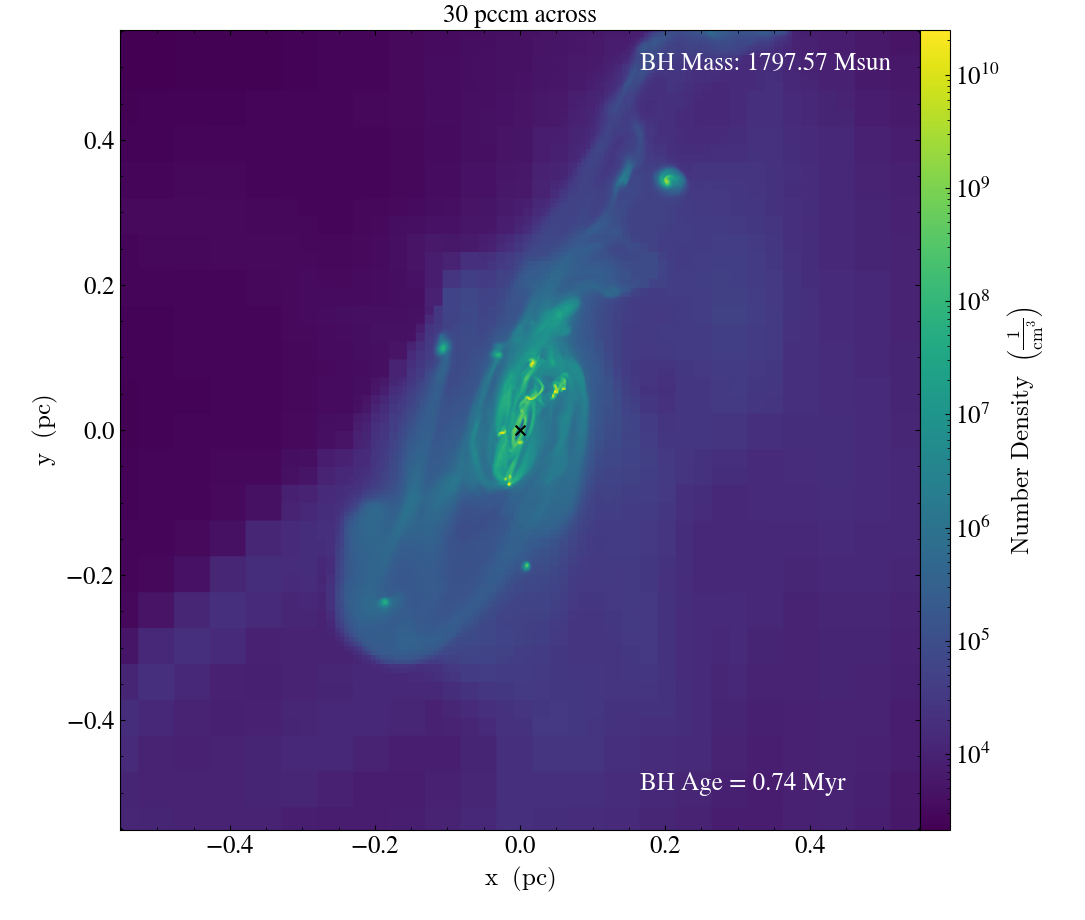 30 pccm across
BH Mass: 1797.57 Msun
BH Age = 0.74 Myr
0.4
0.2
0.0
−0.2
−0.4
y (pc)
−0.4 −0.2 0.0 0.2 0.4
x (pc)
10^10
10^9
10^8
10^7
10^6
10^5
10^4
Number Density (1/cm^3)